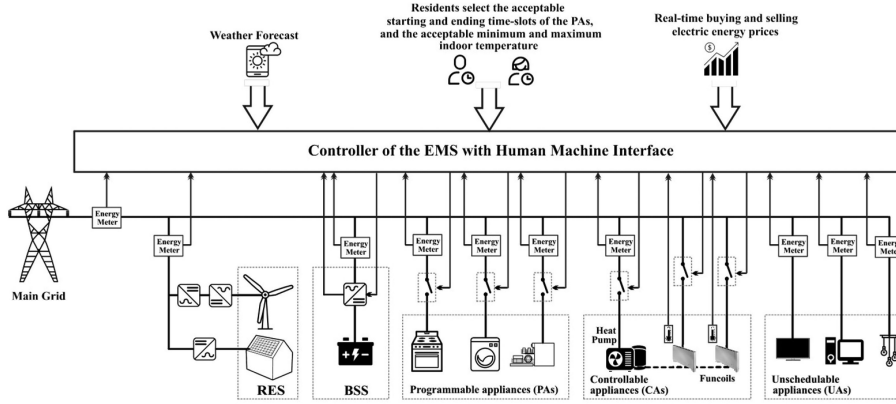 Weather Forecast
Residents select the acceptable
starting and ending time-slots of the PAs,
and the acceptable minimum and maximum
indoor temperature
Real-time buying and selling
electric energy prices
$
Controller of the EMS with Human Machine Interface
Energy
Meter
Energy
Meter
Energy
Meter
Energy
Meter
Energy
Meter
Energy
Meter
Energy
Meter
Energy
Meter
Energy
Meter
Energy
Meter
Main Grid
RES
BSS
Programmable appliances (PAs)
Heat
Pump
Controllable
appliances (CAs)
Funcoils
Unschedulable
appliances (UAs)